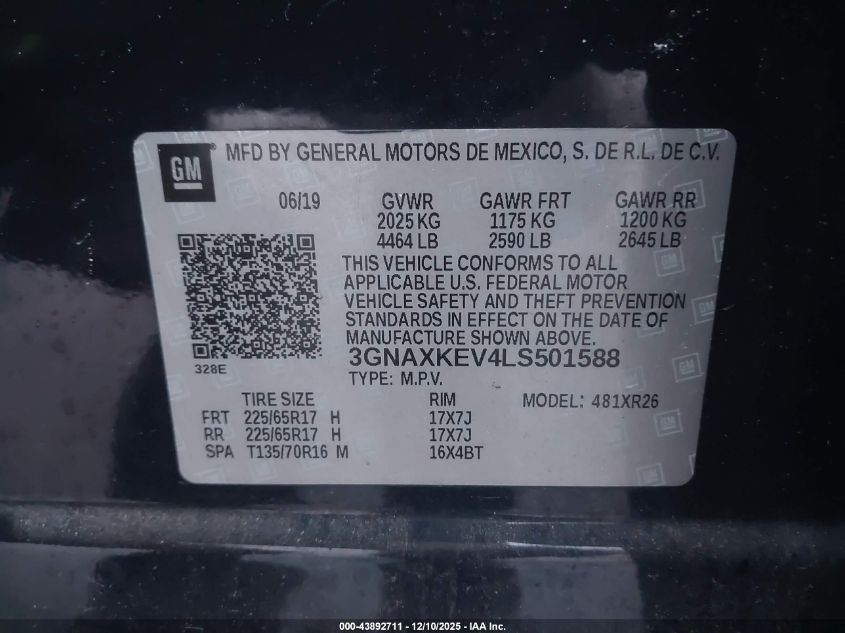 GM MFD BY GENERAL MOTORS DE MEXICO, S. DE R.L. DE C.V.
06/19 GVWR GAWR FRT GAWR RR
2025 KG 1175 KG 1200 KG
4464 LB 2590 LB 2645 LB
THIS VEHICLE CONFORMS TO ALL
APPLICABLE U.S. FEDERAL MOTOR
VEHICLE SAFETY AND THEFT PREVENTION
STANDARDS IN EFFECT ON THE DATE OF
MANUFACTURE SHOWN ABOVE.
328E 3GNAXKEV4LS501588
TYPE: M.P.V.
TIRE SIZE RIM MODEL: 481XR26
FRT 225/65R17 H 17X7J
RR 225/65R17 H 17X7J
SPA T135/70R16 M 16X4BT
000-43892711 - 12/10/2025 - IAA Inc.